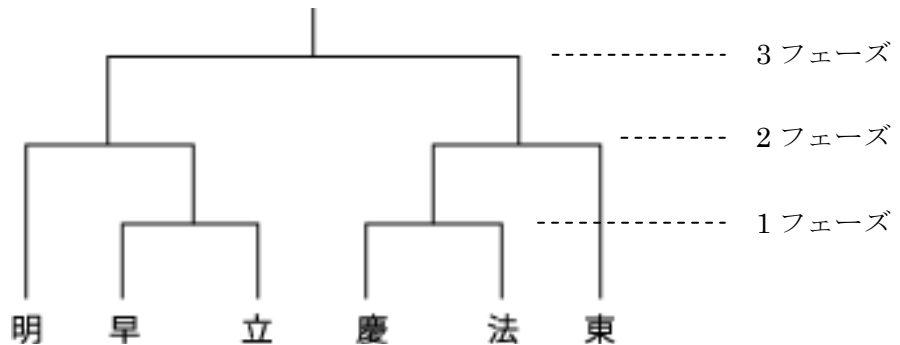 3 フェーズ
2 フェーズ
1 フェーズ
明 早 立 慶 法 東